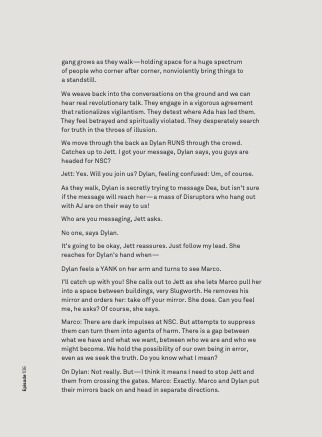 gang grows as they walk—holding space for a huge spectrum
of people who corner after corner, nonviolently bring things to
a standstill.
We weave back into the conversations on the ground and we can
hear real revolutionary talk. They engage in a vigorous agreement
that rationalizes vigilantism. They detest where Ada has led them.
They feel betrayed and spiritually violated. They desperately search
for truth in the throes of illusion.
We move through the back as Dylan RUNS through the crowd.
Catches up to Jett. I got your message, Dylan says, you guys are
headed for NSC?
Jett: Yes. Will you join us? Dylan, feeling confused: Um, of course.
As they walk, Dylan is secretly trying to message Dea, but isn't sure
if the message will reach her—a mass of Disruptors who hang out
with AJ are on their way to us!
Who are you messaging, Jett asks.
No one, says Dylan.
It's going to be okay, Jett reassures. Just follow my lead. She
reaches for Dylan's hand when—
Dylan feels a YANK on her arm and turns to see Marco.
I'll catch up with you! She calls out to Jett as she lets Marco pull her
into a space between buildings, very Slugworth. He removes his
mirror and orders her: take off your mirror. She does. Can you feel
me, he asks? Of course, she says.
Marco: There are dark impulses at NSC. But attempts to suppress
them can turn them into agents of harm. There is a gap between
what we have and what we want, between who we are and who we
might become. We hold the possibility of our own being in error,
even as we seek the truth. Do you know what I mean?
On Dylan: Not really. But—I think it means I need to stop Jett and
them from crossing the gates. Marco: Exactly. Marco and Dylan put
their mirrors back on and head in separate directions.
Episode